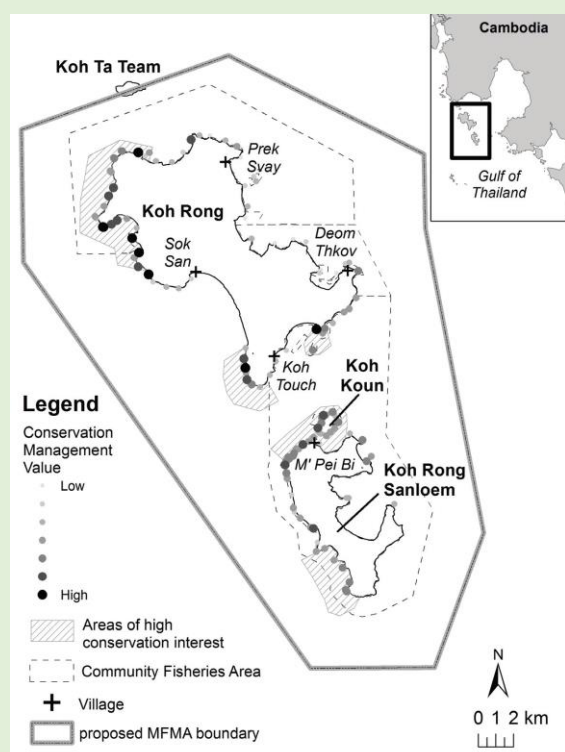 Cambodia
Gulf of
Thailand
Koh Ta Team
Prek
Svay
Koh Rong
Deom
Thkov
Sok
San
Koh
Touch
Koh
Koun
M' Pei Bi
Koh Rong
Sanloem
Legend
Conservation
Management
Value
Low
High
Areas of high
conservation interest
Community Fisheries Area
Village
proposed MFMA boundary
N
0 1 2 km